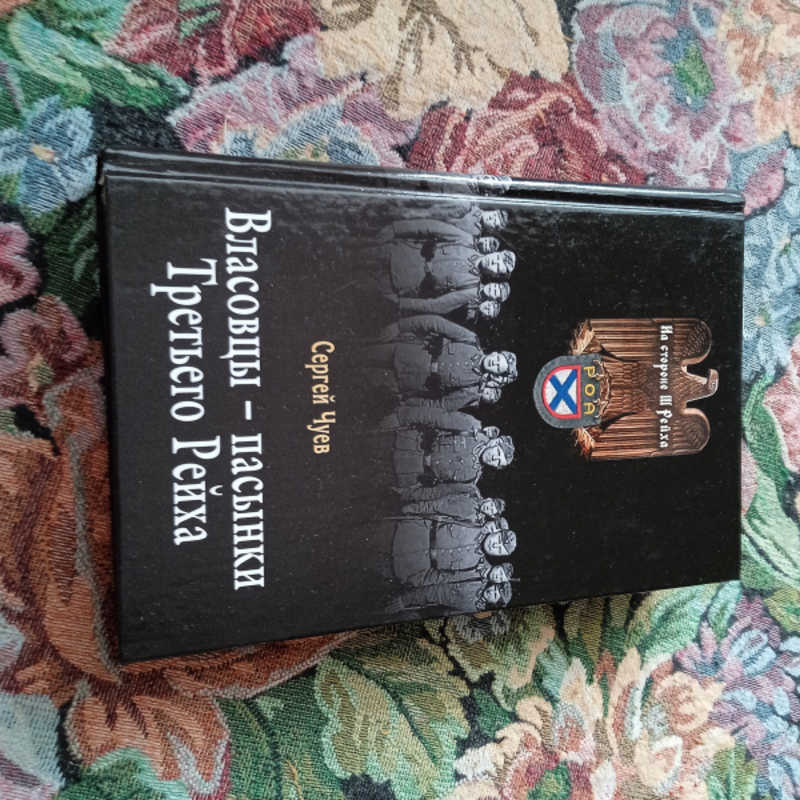 На стороне III Рейха
РОА
Сергей Чуев
Власовцы – пасынки
Третьего Рейха